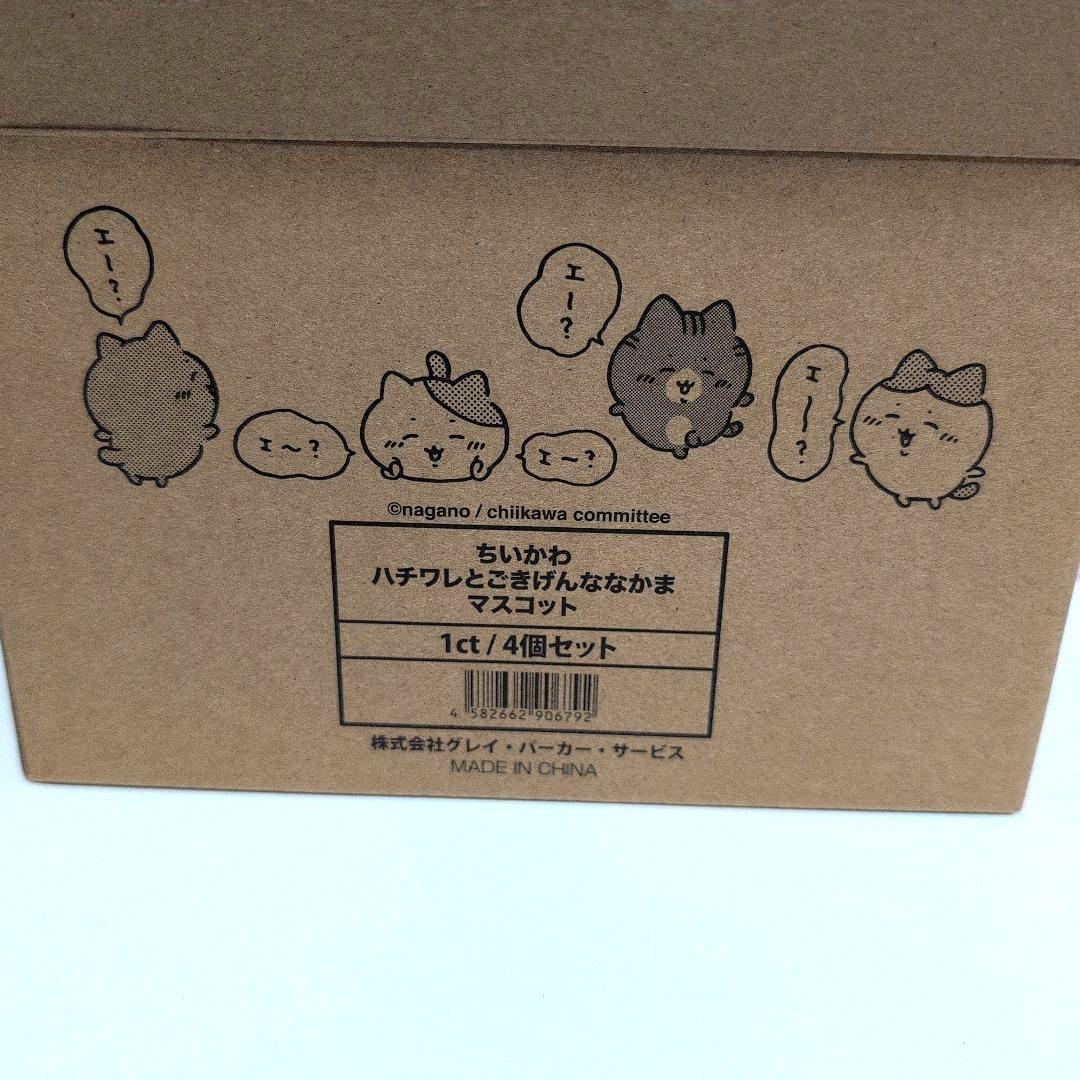 エー?
エー?
エー?
エ〜?
エ〜?
©nagano / chiikawa committee
ちいかわ
ハチワレとごきげんななかま
マスコット
1ct / 4個セット
4 582662 906792
株式会社グレイ・パーカー・サービス
MADE IN CHINA